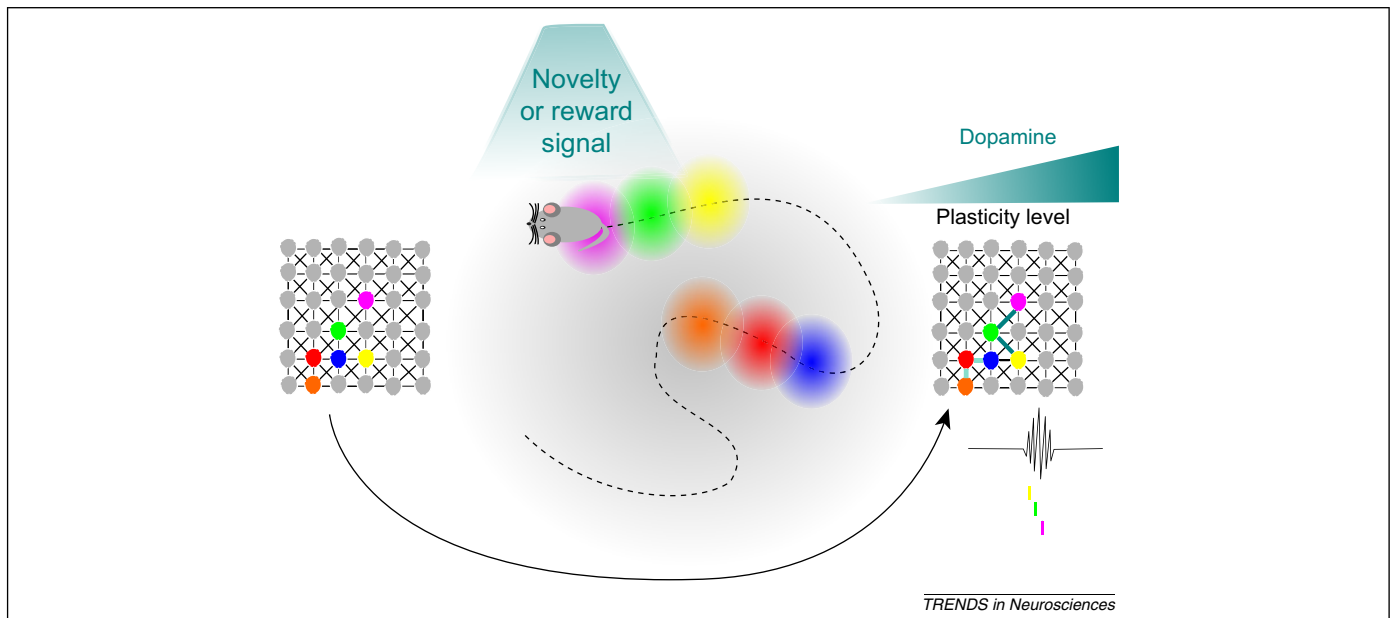 Novelty
or reward
signal
Dopamine
Plasticity level
TRENDS in Neurosciences